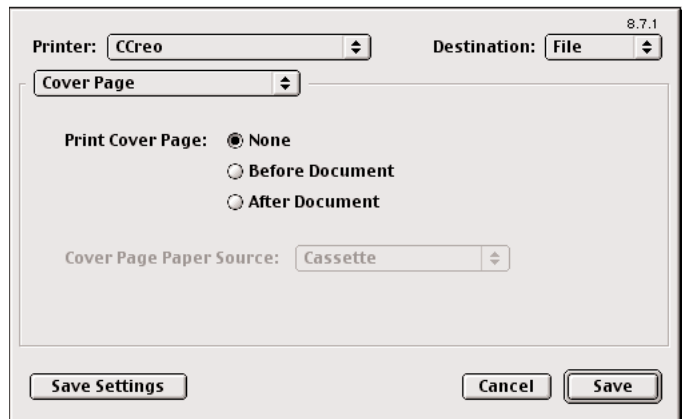 8.7.1
Printer: CCreo Destination: File
Cover Page
Print Cover Page: None
Before Document
After Document
Cover Page Paper Source: Cassette
Save Settings Cancel Save